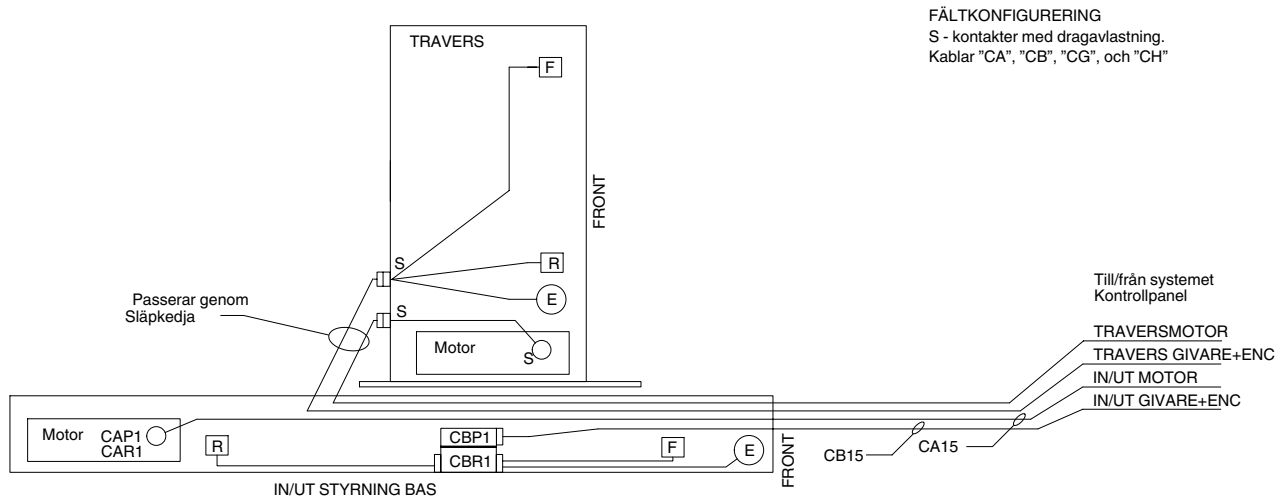 FÄLTKONFIGURERING
S - kontakter med dragavlastning.
Kablar ”CA”, ”CB”, ”CG”, och ”CH”
TRAVERS
F
FRONT
S
R
E
S
Motor
S
Passerar genom
Släpkedja
Till/från systemet
Kontrollpanel
TRAVERSMOTOR
TRAVERS GIVARE+ENC
IN/UT MOTOR
IN/UT GIVARE+ENC
Motor
CAP1
CAR1
R
CBP1
CBR1
F
E
FRONT
CB15
CA15
IN/UT STYRNING BAS